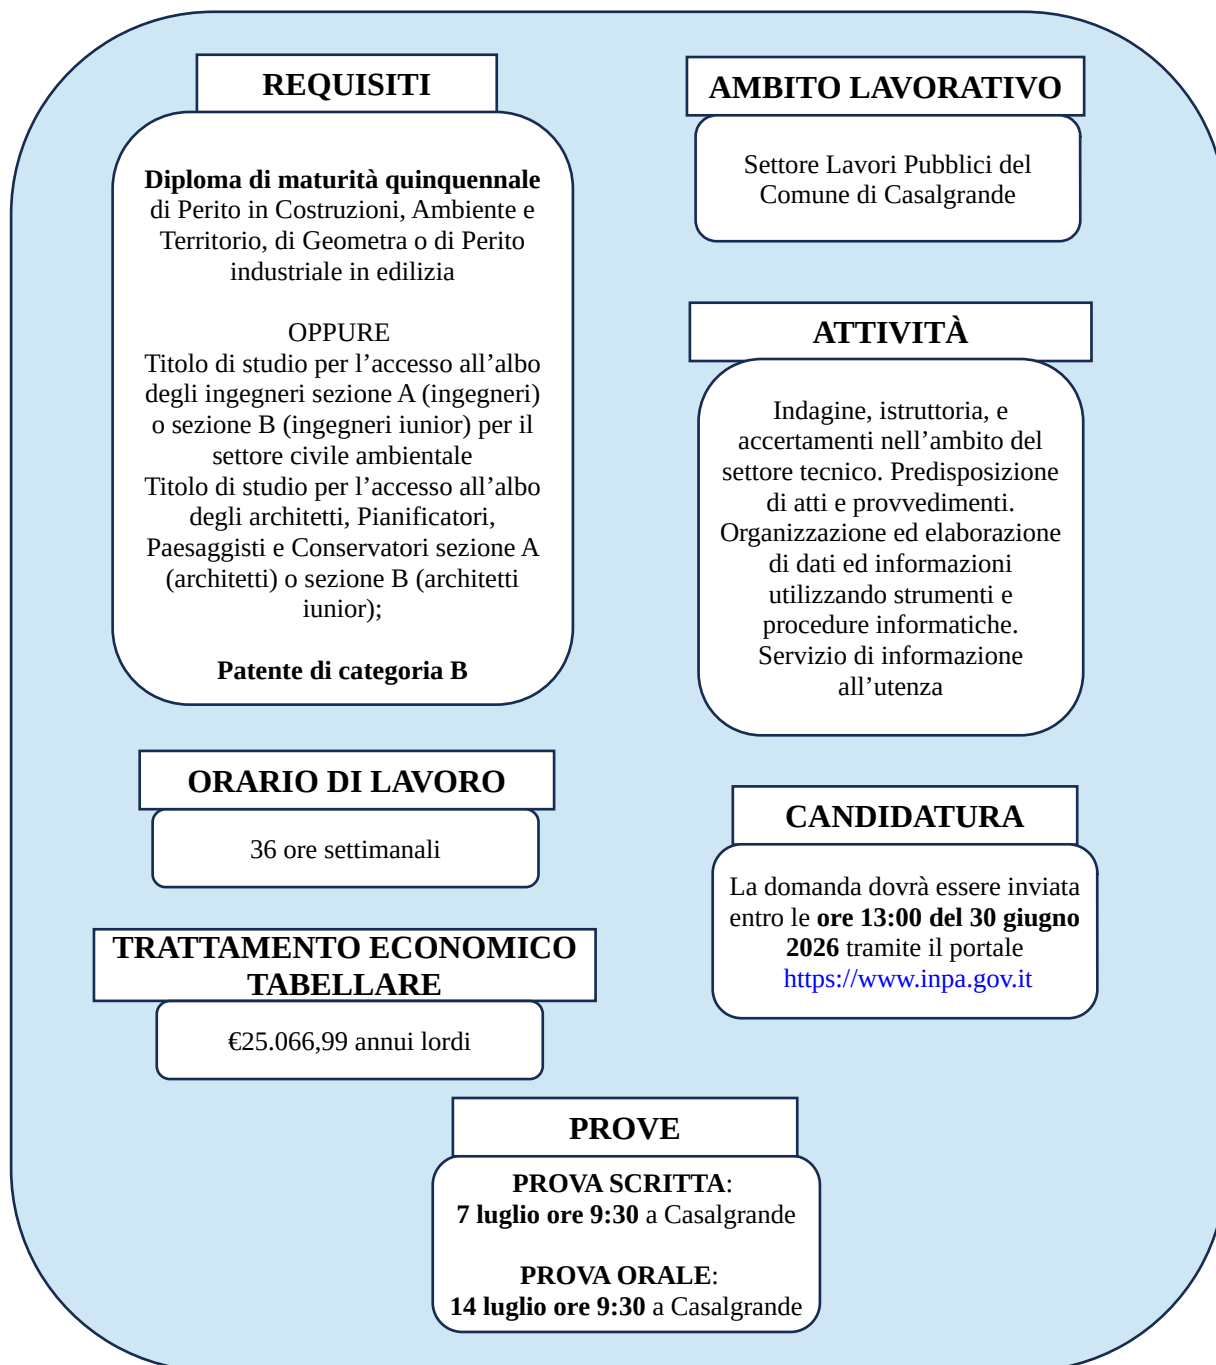 REQUISITI
Diploma di maturità quinquennale
di Perito in Costruzioni, Ambiente e
Territorio, di Geometra o di Perito
industriale in edilizia
OPPURE
Titolo di studio per l’accesso all’albo
degli ingegneri sezione A (ingegneri)
o sezione B (ingegneri iunior) per il
settore civile ambientale
Titolo di studio per l’accesso all’albo
degli architetti, Pianificatori,
Paesaggisti e Conservatori sezione A
(architetti) o sezione B (architetti
iunior);
Patente di categoria B
AMBITO LAVORATIVO
Settore Lavori Pubblici del
Comune di Casalgrande
ATTIVITÀ
Indagine, istruttoria, e
accertamenti nell’ambito del
settore tecnico. Predisposizione
di atti e provvedimenti.
Organizzazione ed elaborazione
di dati ed informazioni
utilizzando strumenti e
procedure informatiche.
Servizio di informazione
all’utenza
ORARIO DI LAVORO
36 ore settimanali
TRATTAMENTO ECONOMICO
TABELLARE
€25.066,99 annui lordi
CANDIDATURA
La domanda dovrà essere inviata
entro le ore 13:00 del 30 giugno
2026 tramite il portale
https://www.inpa.gov.it
PROVE
PROVA SCRITTA:
7 luglio ore 9:30 a Casalgrande
PROVA ORALE:
14 luglio ore 9:30 a Casalgrande